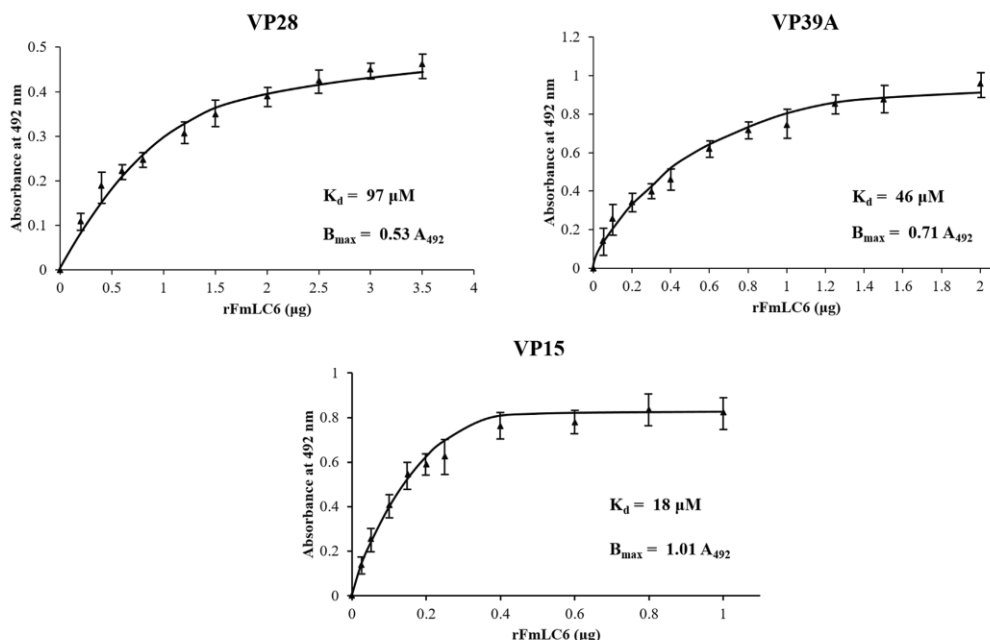 VP28
Absorbance at 492 nm
0.5
0.4
0.3
0.2
0.1
0
K_d = 97 µM
B_max = 0.53 A_492
0 0.5 1 1.5 2 2.5 3 3.5 4
rFmLC6 (µg)
VP39A
Absorbance at 492 nm
1.2
1
0.8
0.6
0.4
0.2
0
K_d = 46 µM
B_max = 0.71 A_492
0 0.2 0.4 0.6 0.8 1 1.2 1.4 1.6 1.8 2
rFmLC6 (µg)
VP15
Absorbance at 492 nm
1
0.8
0.6
0.4
0.2
0
K_d = 18 µM
B_max = 1.01 A_492
0 0.2 0.4 0.6 0.8 1
rFmLC6 (µg)